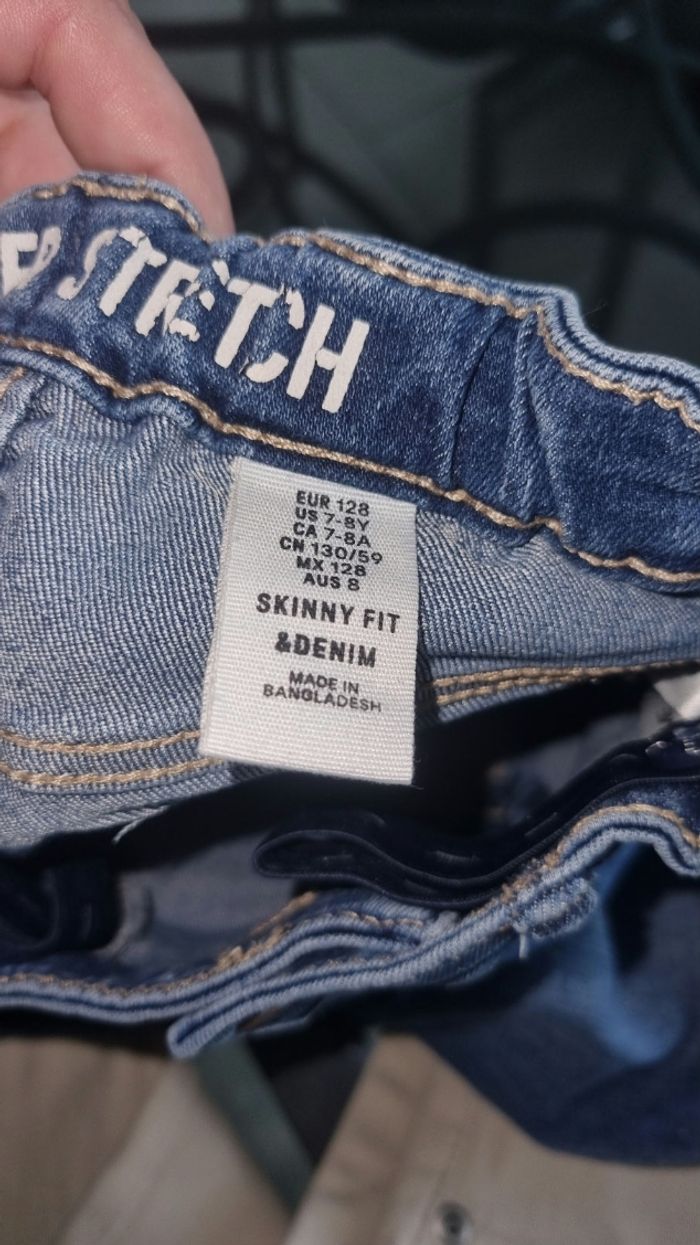 STRETCH
EUR 128
US 7-8Y
CA 7-8A
CN 130/59
MX 128
AUS 8
SKINNY FIT
&DENIM
MADE IN
BANGLADESH